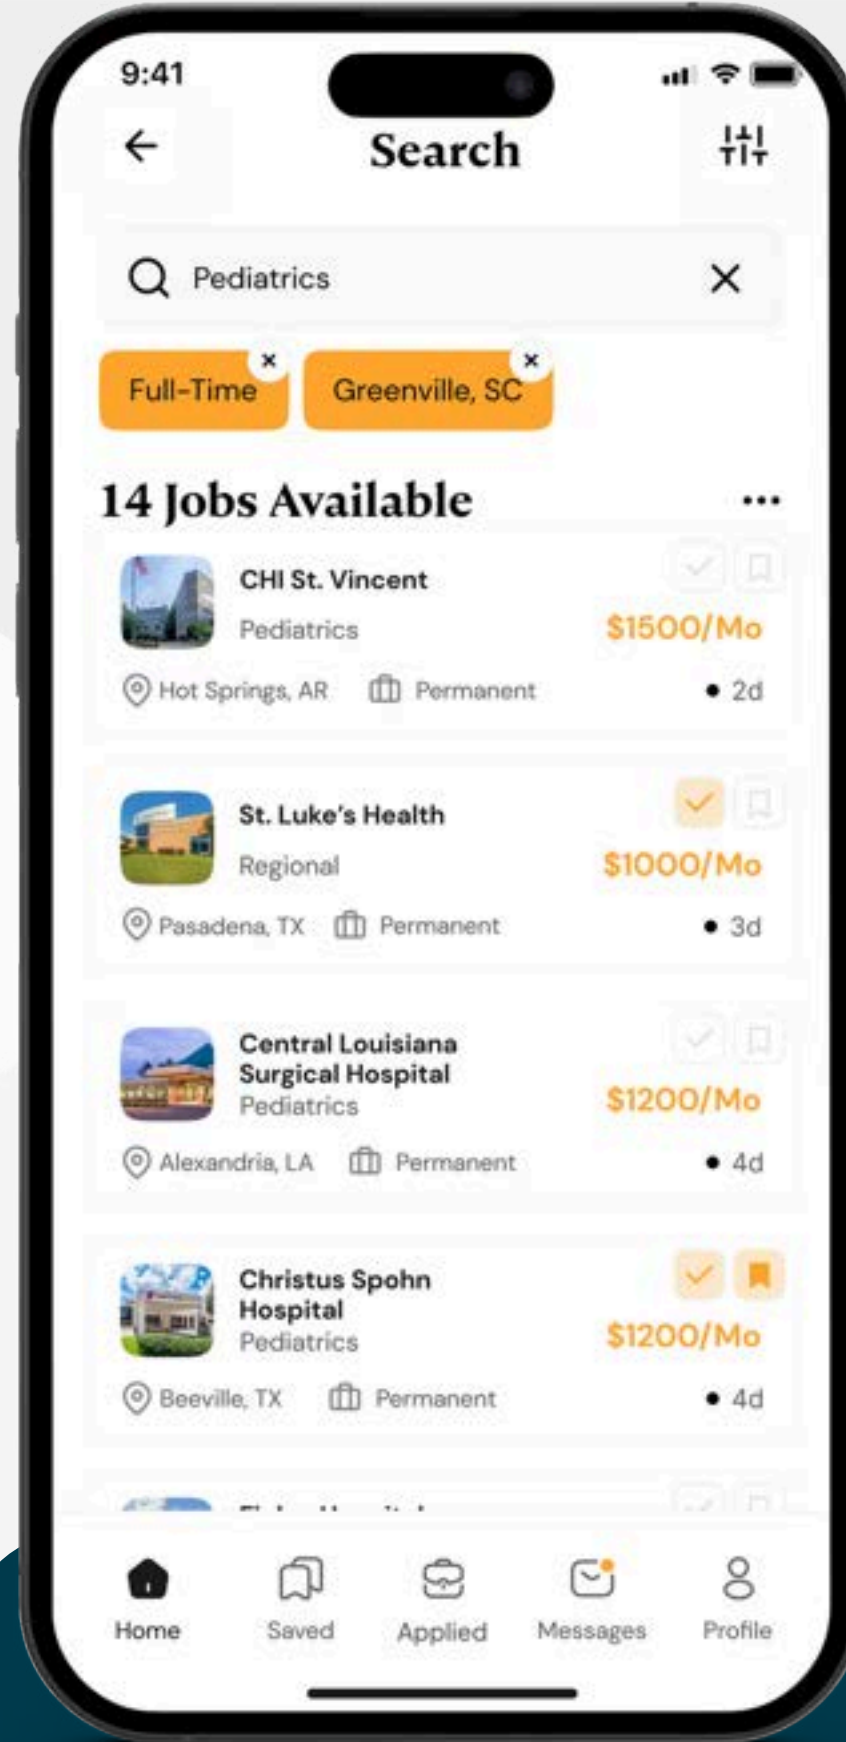 9:41
Search
Pediatrics
Full-Time
Greenville, SC
14 Jobs Available
CHI St. Vincent
Pediatrics
$1500/Mo
Hot Springs, AR
Permanent
• 2d
St. Luke's Health
Regional
$1000/Mo
Pasadena, TX
Permanent
• 3d
Central Louisiana
Surgical Hospital
Pediatrics
$1200/Mo
Alexandria, LA
Permanent
• 4d
Christus Spohn
Hospital
Pediatrics
$1200/Mo
Beeville, TX
Permanent
• 4d
Home
Saved
Applied
Messages
Profile